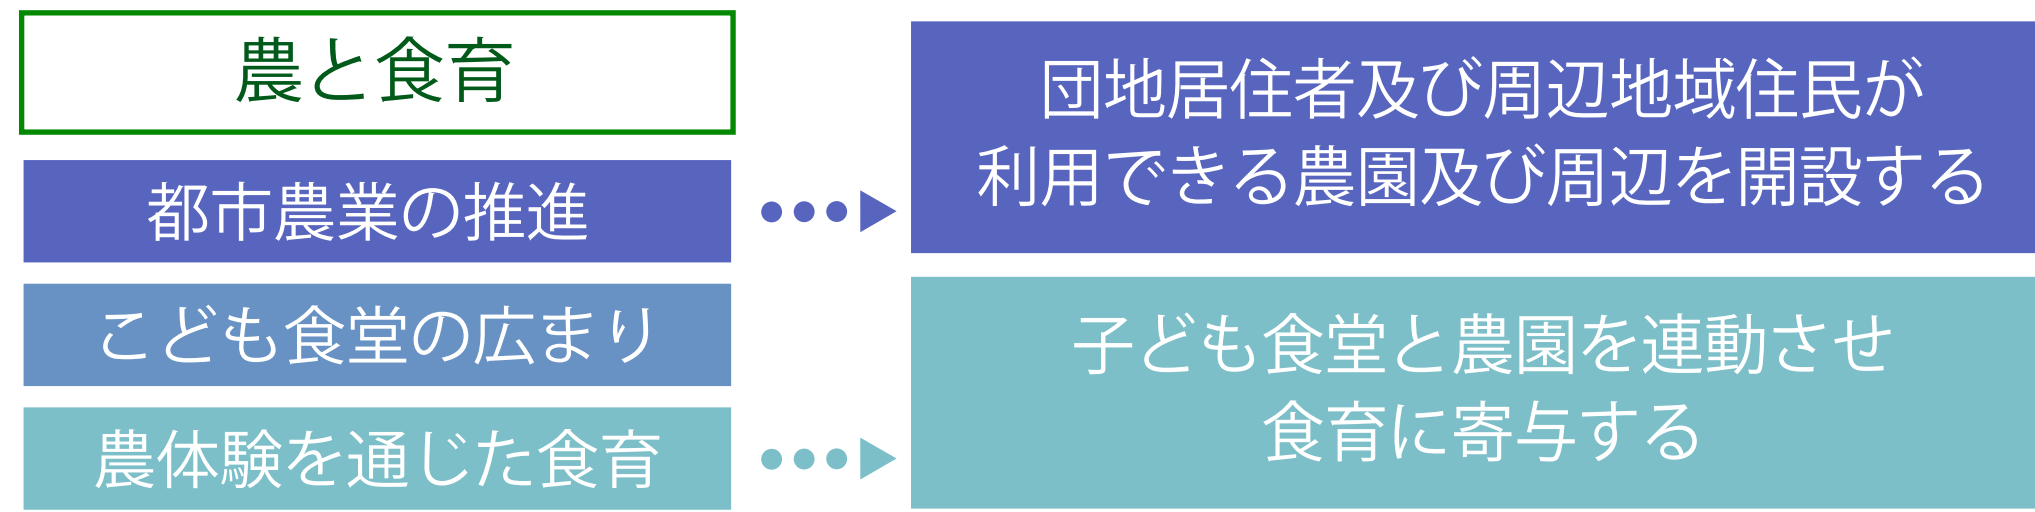 農と食育
都市農業の推進
こども食堂の広まり
農体験を通じた食育
団地居住者及び周辺地域住民が
利用できる農園及び周辺を開設する
子ども食堂と農園を連動させ
食育に寄与する